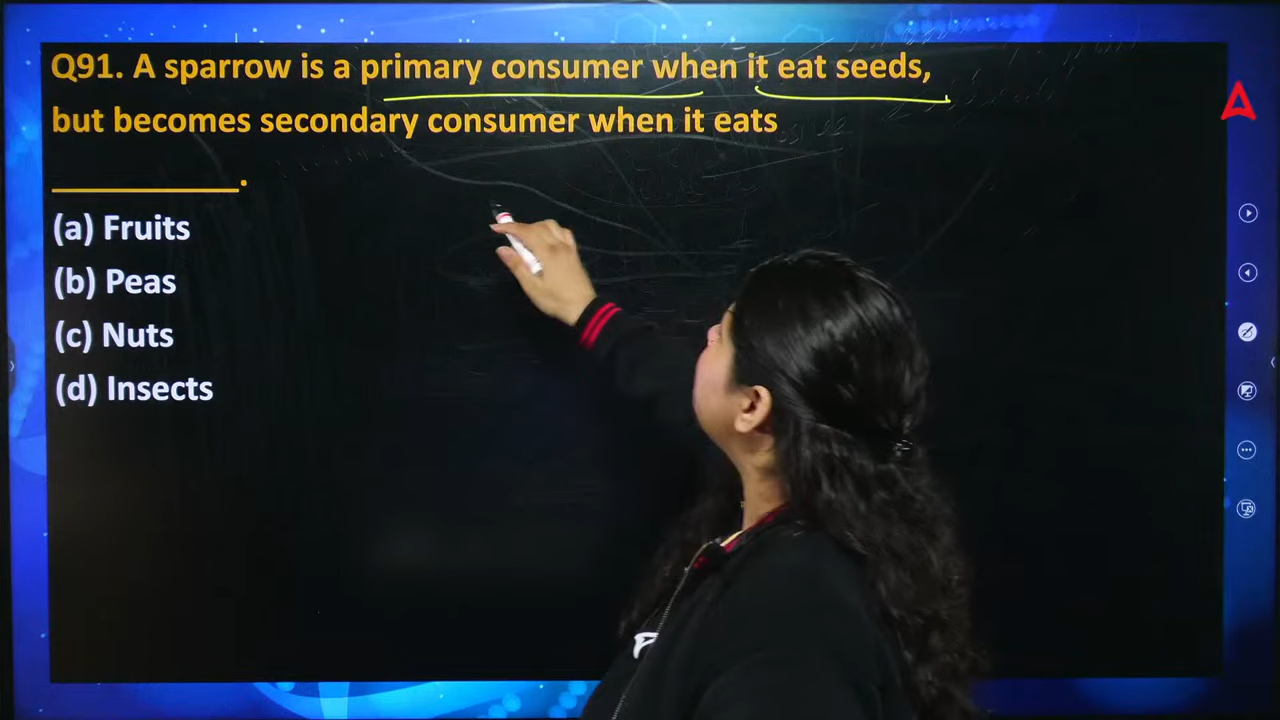 Q91. A sparrow is a primary consumer when it eat seeds,
but becomes secondary consumer when it eats
____________.
(a) Fruits
(b) Peas
(c) Nuts
(d) Insects